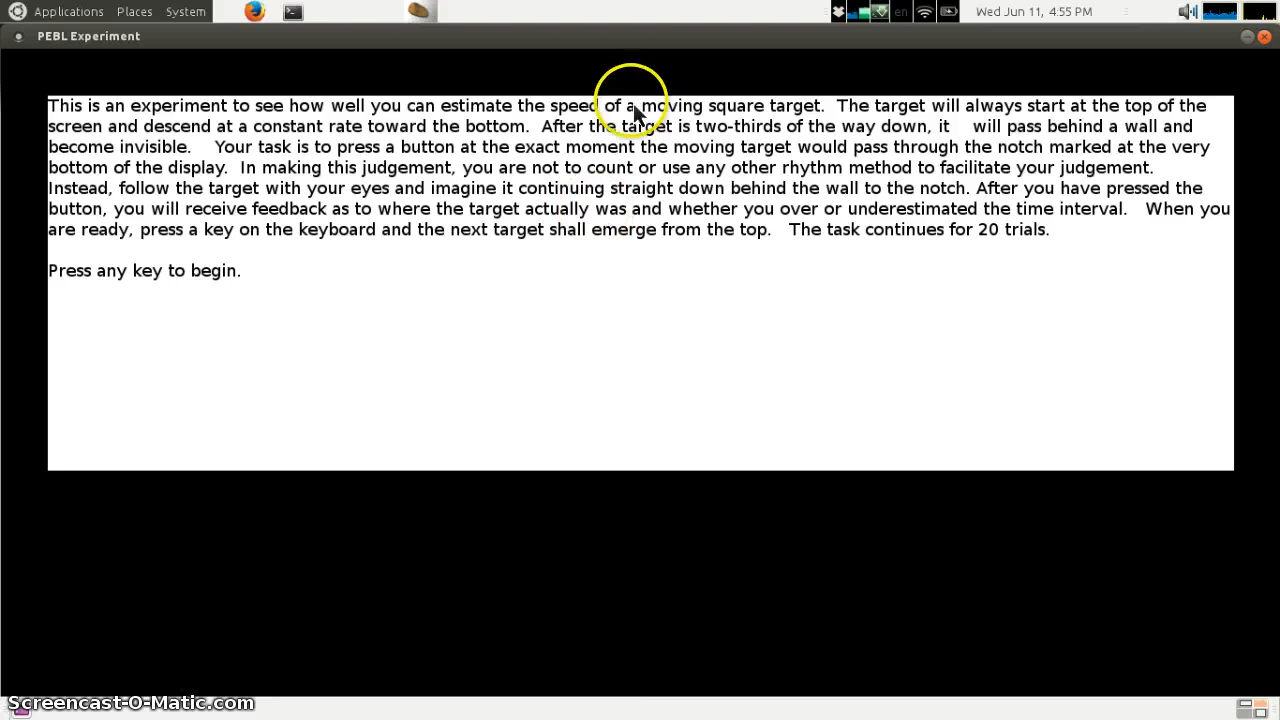 Applications Places System en Wed Jun 11, 4:55 PM
PEBL Experiment
This is an experiment to see how well you can estimate the speed of a moving square target.  The target will always start at the top of the
screen and descend at a constant rate toward the bottom.  After the target is two-thirds of the way down, it    will pass behind a wall and
become invisible.    Your task is to press a button at the exact moment the moving target would pass through the notch marked at the very
bottom of the display.  In making this judgement, you are not to count or use any other rhythm method to facilitate your judgement.
Instead, follow the target with your eyes and imagine it continuing straight down behind the wall to the notch. After you have pressed the
button, you will receive feedback as to where the target actually was and whether you over or underestimated the time interval.   When you
are ready, press a key on the keyboard and the next target shall emerge from the top.   The task continues for 20 trials.
Press any key to begin.
Screencast-O-Matic.com